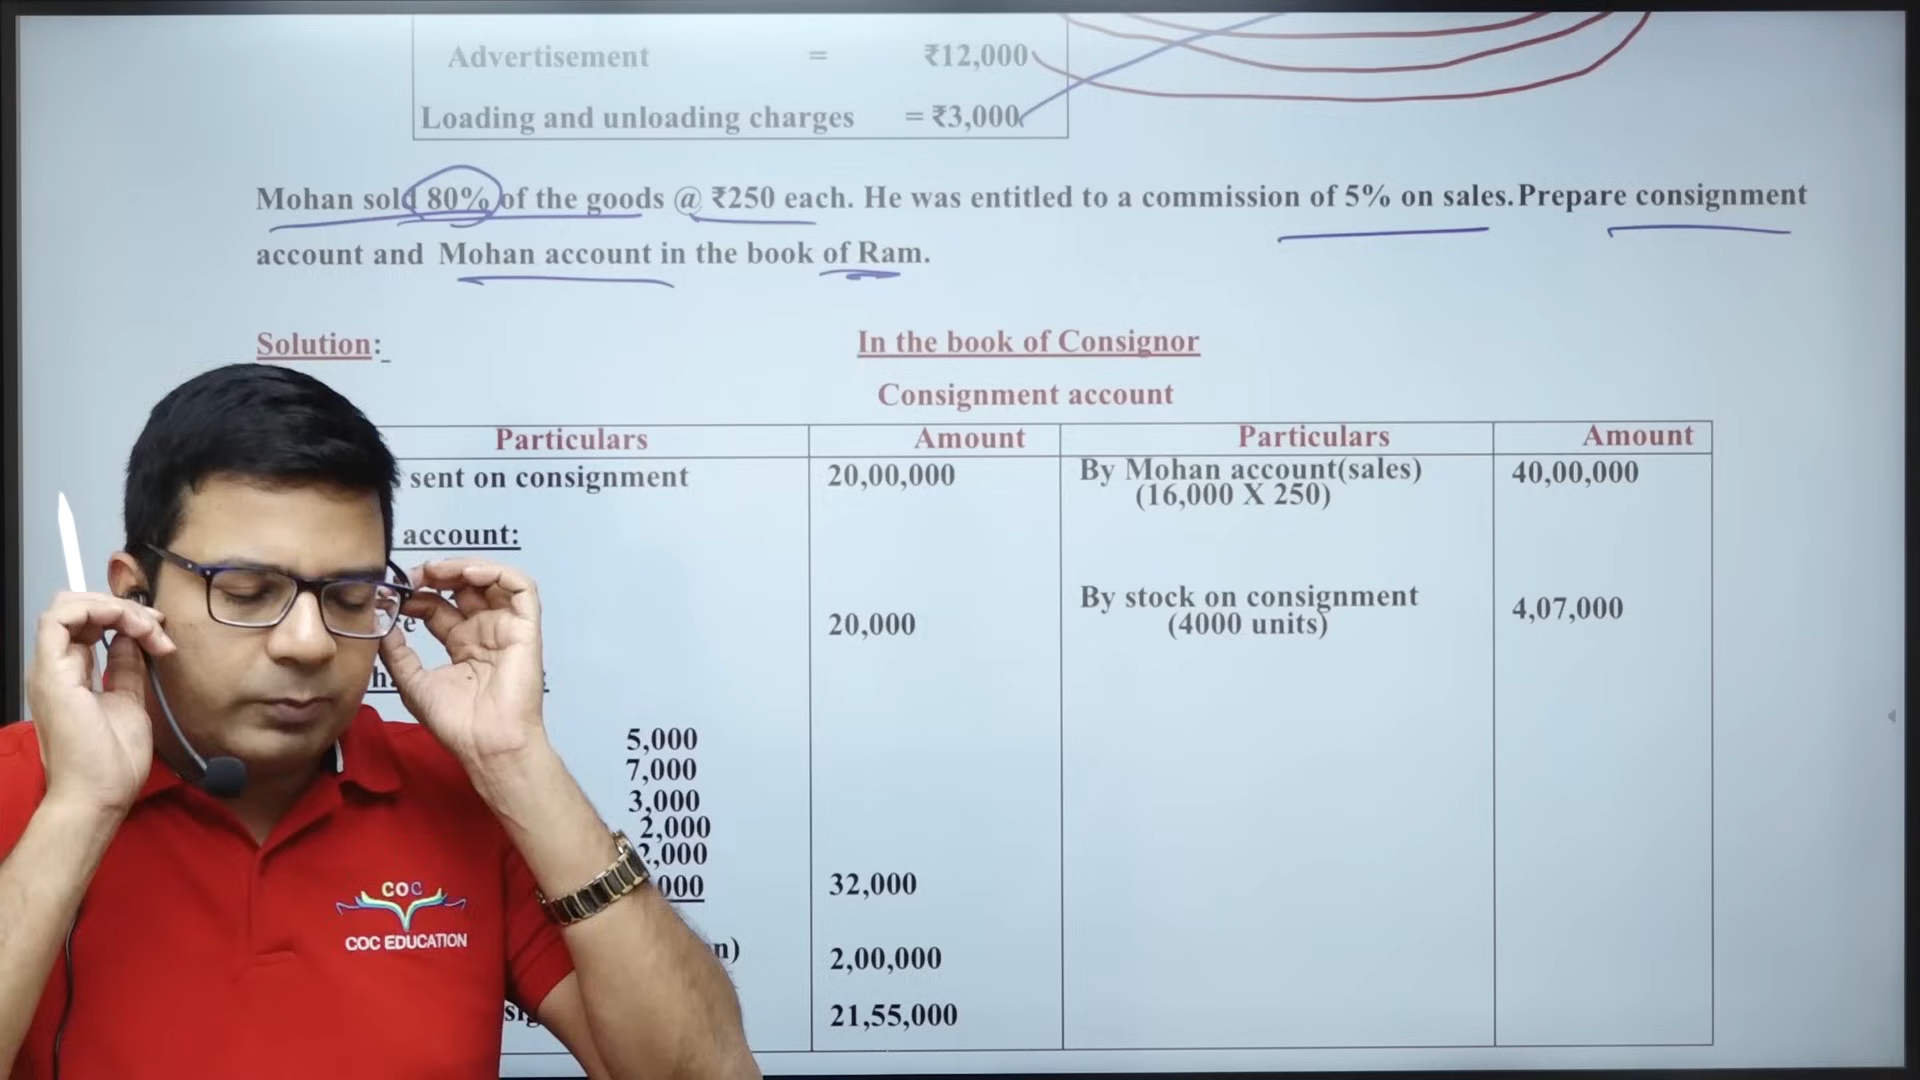 Advertisement = ₹12,000
Loading and unloading charges = ₹3,000
Mohan sold 80% of the goods @ ₹250 each. He was entitled to a commission of 5% on sales. Prepare consignment
account and Mohan account in the book of Ram.
Solution:
In the book of Consignor
Consignment account
Particulars Amount Particulars Amount
sent on consignment 20,00,000 By Mohan account(sales) 40,00,000
(16,000 X 250)
account:
20,000 By stock on consignment 4,07,000
(4000 units)
5,000
7,000
3,000
2,000
2,000
000 32,000
n) 2,00,000
21,55,000
COC
COC EDUCATION